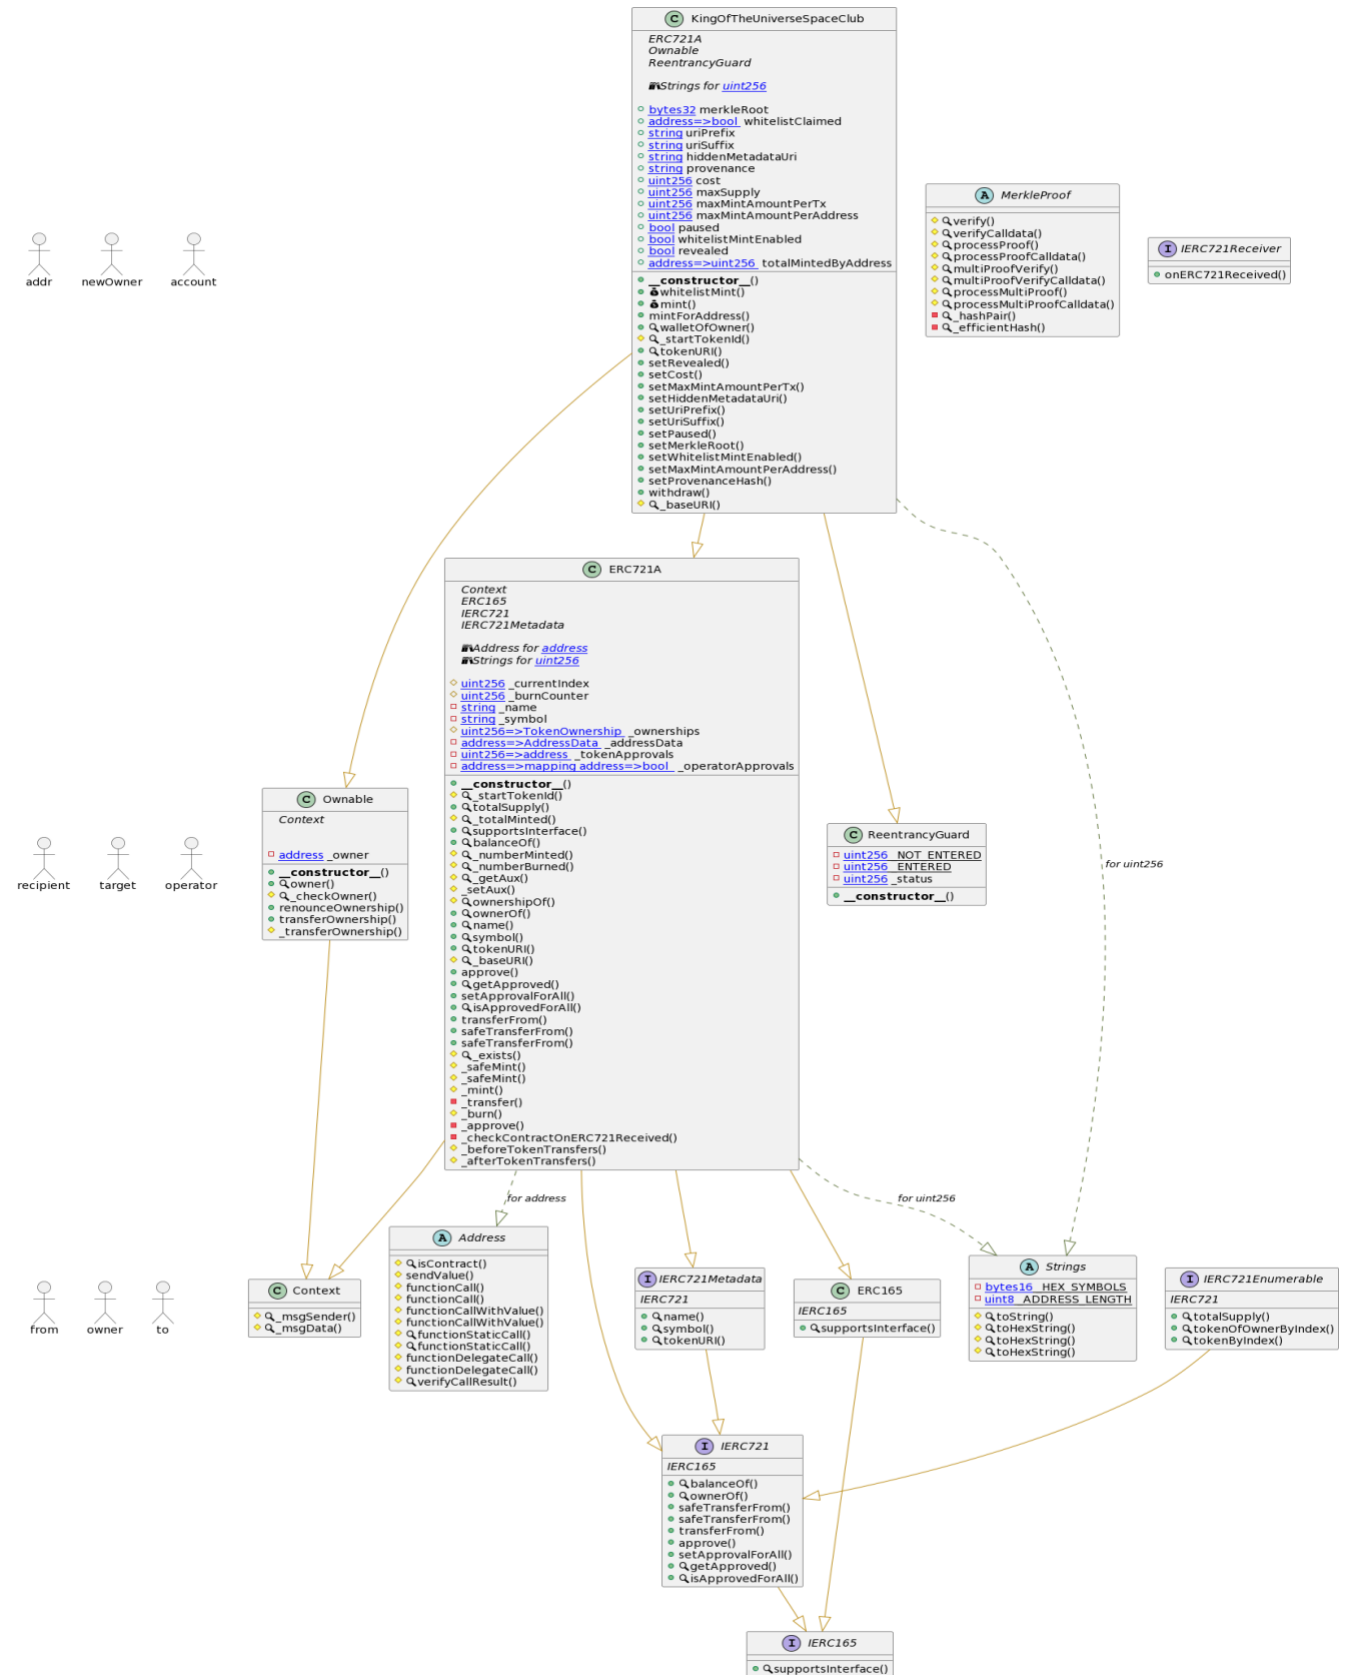 C KingOfTheUniverseSpaceClub
ERC721A
Ownable
ReentrancyGuard
Strings for uint256
bytes32 merkleRoot
address=>bool whitelistClaimed
string uriPrefix
string uriSuffix
string hiddenMetadataUri
string provenance
uint256 cost
uint256 maxSupply
uint256 maxMintAmountPerTx
uint256 maxMintAmountPerAddress
bool paused
bool whitelistMintEnabled
bool revealed
address=>uint256 totalMintedByAddress
__constructor__()
whitelistMint()
mint()
mintForAddress()
walletOfOwner()
_startTokenId()
tokenURI()
setRevealed()
setCost()
setMaxMintAmountPerTx()
setHiddenMetadataUri()
setUriPrefix()
setUriSuffix()
setPaused()
setMerkleRoot()
setWhitelistMintEnabled()
setMaxMintAmountPerAddress()
setProvenanceHash()
withdraw()
_baseURI()
A MerkleProof
verify()
verifyCalldata()
processProof()
processProofCalldata()
multiProofVerify()
multiProofVerifyCalldata()
processMultiProof()
processMultiProofCalldata()
_hashPair()
_efficientHash()
I IERC721Receiver
onERC721Received()
addr
newOwner
account
C ERC721A
Context
ERC165
IERC721
IERC721Metadata
Address for address
Strings for uint256
uint256 _currentIndex
uint256 _burnCounter
string _name
string _symbol
uint256=>TokenOwnership _ownerships
address=>AddressData _addressData
uint256=>address _tokenApprovals
address=>mapping address=>bool _operatorApprovals
__constructor__()
_startTokenId()
totalSupply()
_totalMinted()
supportsInterface()
balanceOf()
_numberMinted()
_numberBurned()
_getAux()
_setAux()
ownershipOf()
ownerOf()
name()
symbol()
tokenURI()
_baseURI()
approve()
getApproved()
setApprovalForAll()
isApprovedForAll()
transferFrom()
safeTransferFrom()
safeTransferFrom()
_exists()
_safeMint()
_safeMint()
_mint()
_transfer()
_burn()
_approve()
_checkContractOnERC721Received()
_beforeTokenTransfers()
_afterTokenTransfers()
C Ownable
Context
address _owner
__constructor__()
owner()
_checkOwner()
renounceOwnership()
transferOwnership()
_transferOwnership()
C ReentrancyGuard
uint256 _NOT_ENTERED
uint256 _ENTERED
uint256 _status
__constructor__()
for uint256
recipient
target
operator
for address
for uint256
from
owner
to
C Context
_msgSender()
_msgData()
A Address
isContract()
sendValue()
functionCall()
functionCall()
functionCallWithValue()
functionCallWithValue()
functionStaticCall()
functionStaticCall()
functionDelegateCall()
functionDelegateCall()
verifyCallResult()
I IERC721Metadata
IERC721
name()
symbol()
tokenURI()
C ERC165
IERC165
supportsInterface()
A Strings
bytes16 _HEX_SYMBOLS
uint8 _ADDRESS_LENGTH
toString()
toHexString()
toHexString()
toHexString()
I IERC721Enumerable
IERC721
totalSupply()
tokenOfOwnerByIndex()
tokenByIndex()
I IERC721
IERC165
balanceOf()
ownerOf()
safeTransferFrom()
safeTransferFrom()
transferFrom()
approve()
setApprovalForAll()
getApproved()
isApprovedForAll()
I IERC165
supportsInterface()